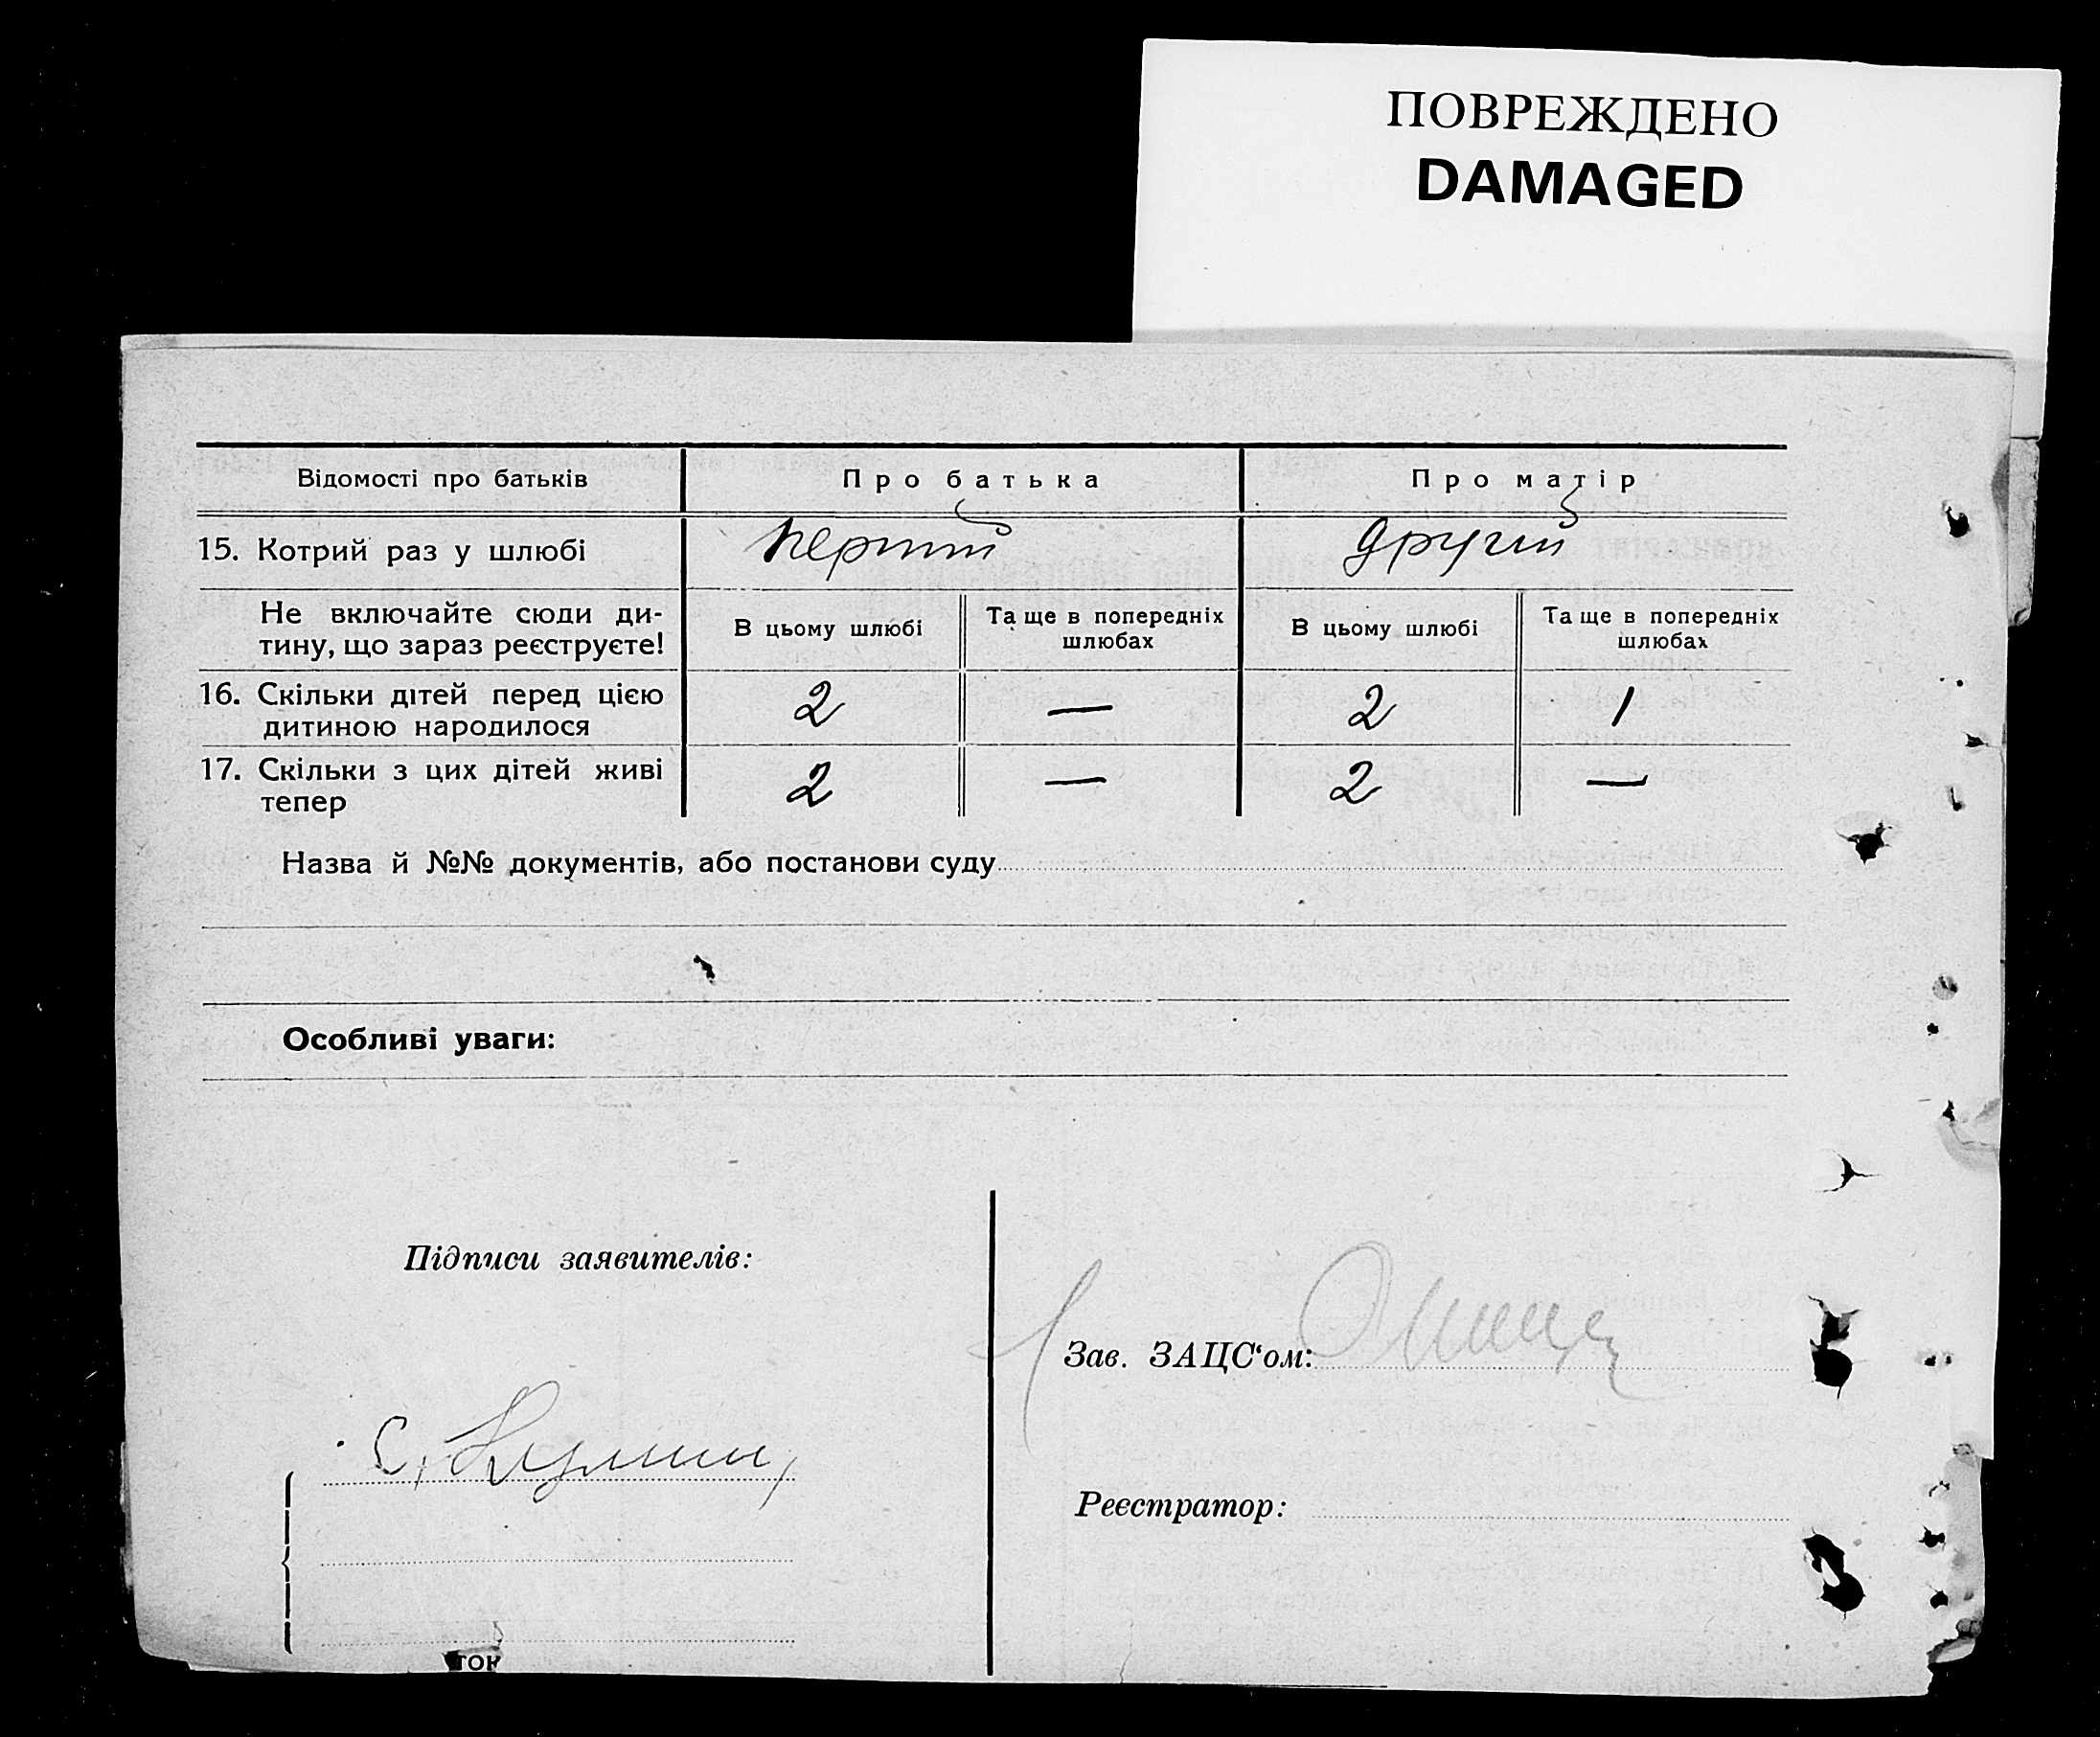 ПОВРЕЖДЕНО
DAMAGED
Відомості про батьків Про батька Про матір
15. Котрий раз у шлюбі перший другий
Не включайте сюди ди-
тину, що зараз реєструєте!
В цьому шлюбі Та ще в попередніх шлюбах В цьому шлюбі Та ще в попередніх шлюбах
16. Скільки дітей перед цією
дитиною народилося 2 — 2 1
17. Скільки з цих дітей живі
тепер 2 — 2 —
Назва й №№ документів, або постанови суду
Особливі уваги:
Підписи заявителів:
Зав. ЗАЦС‘ом:
С.
Реєстратор:
ток